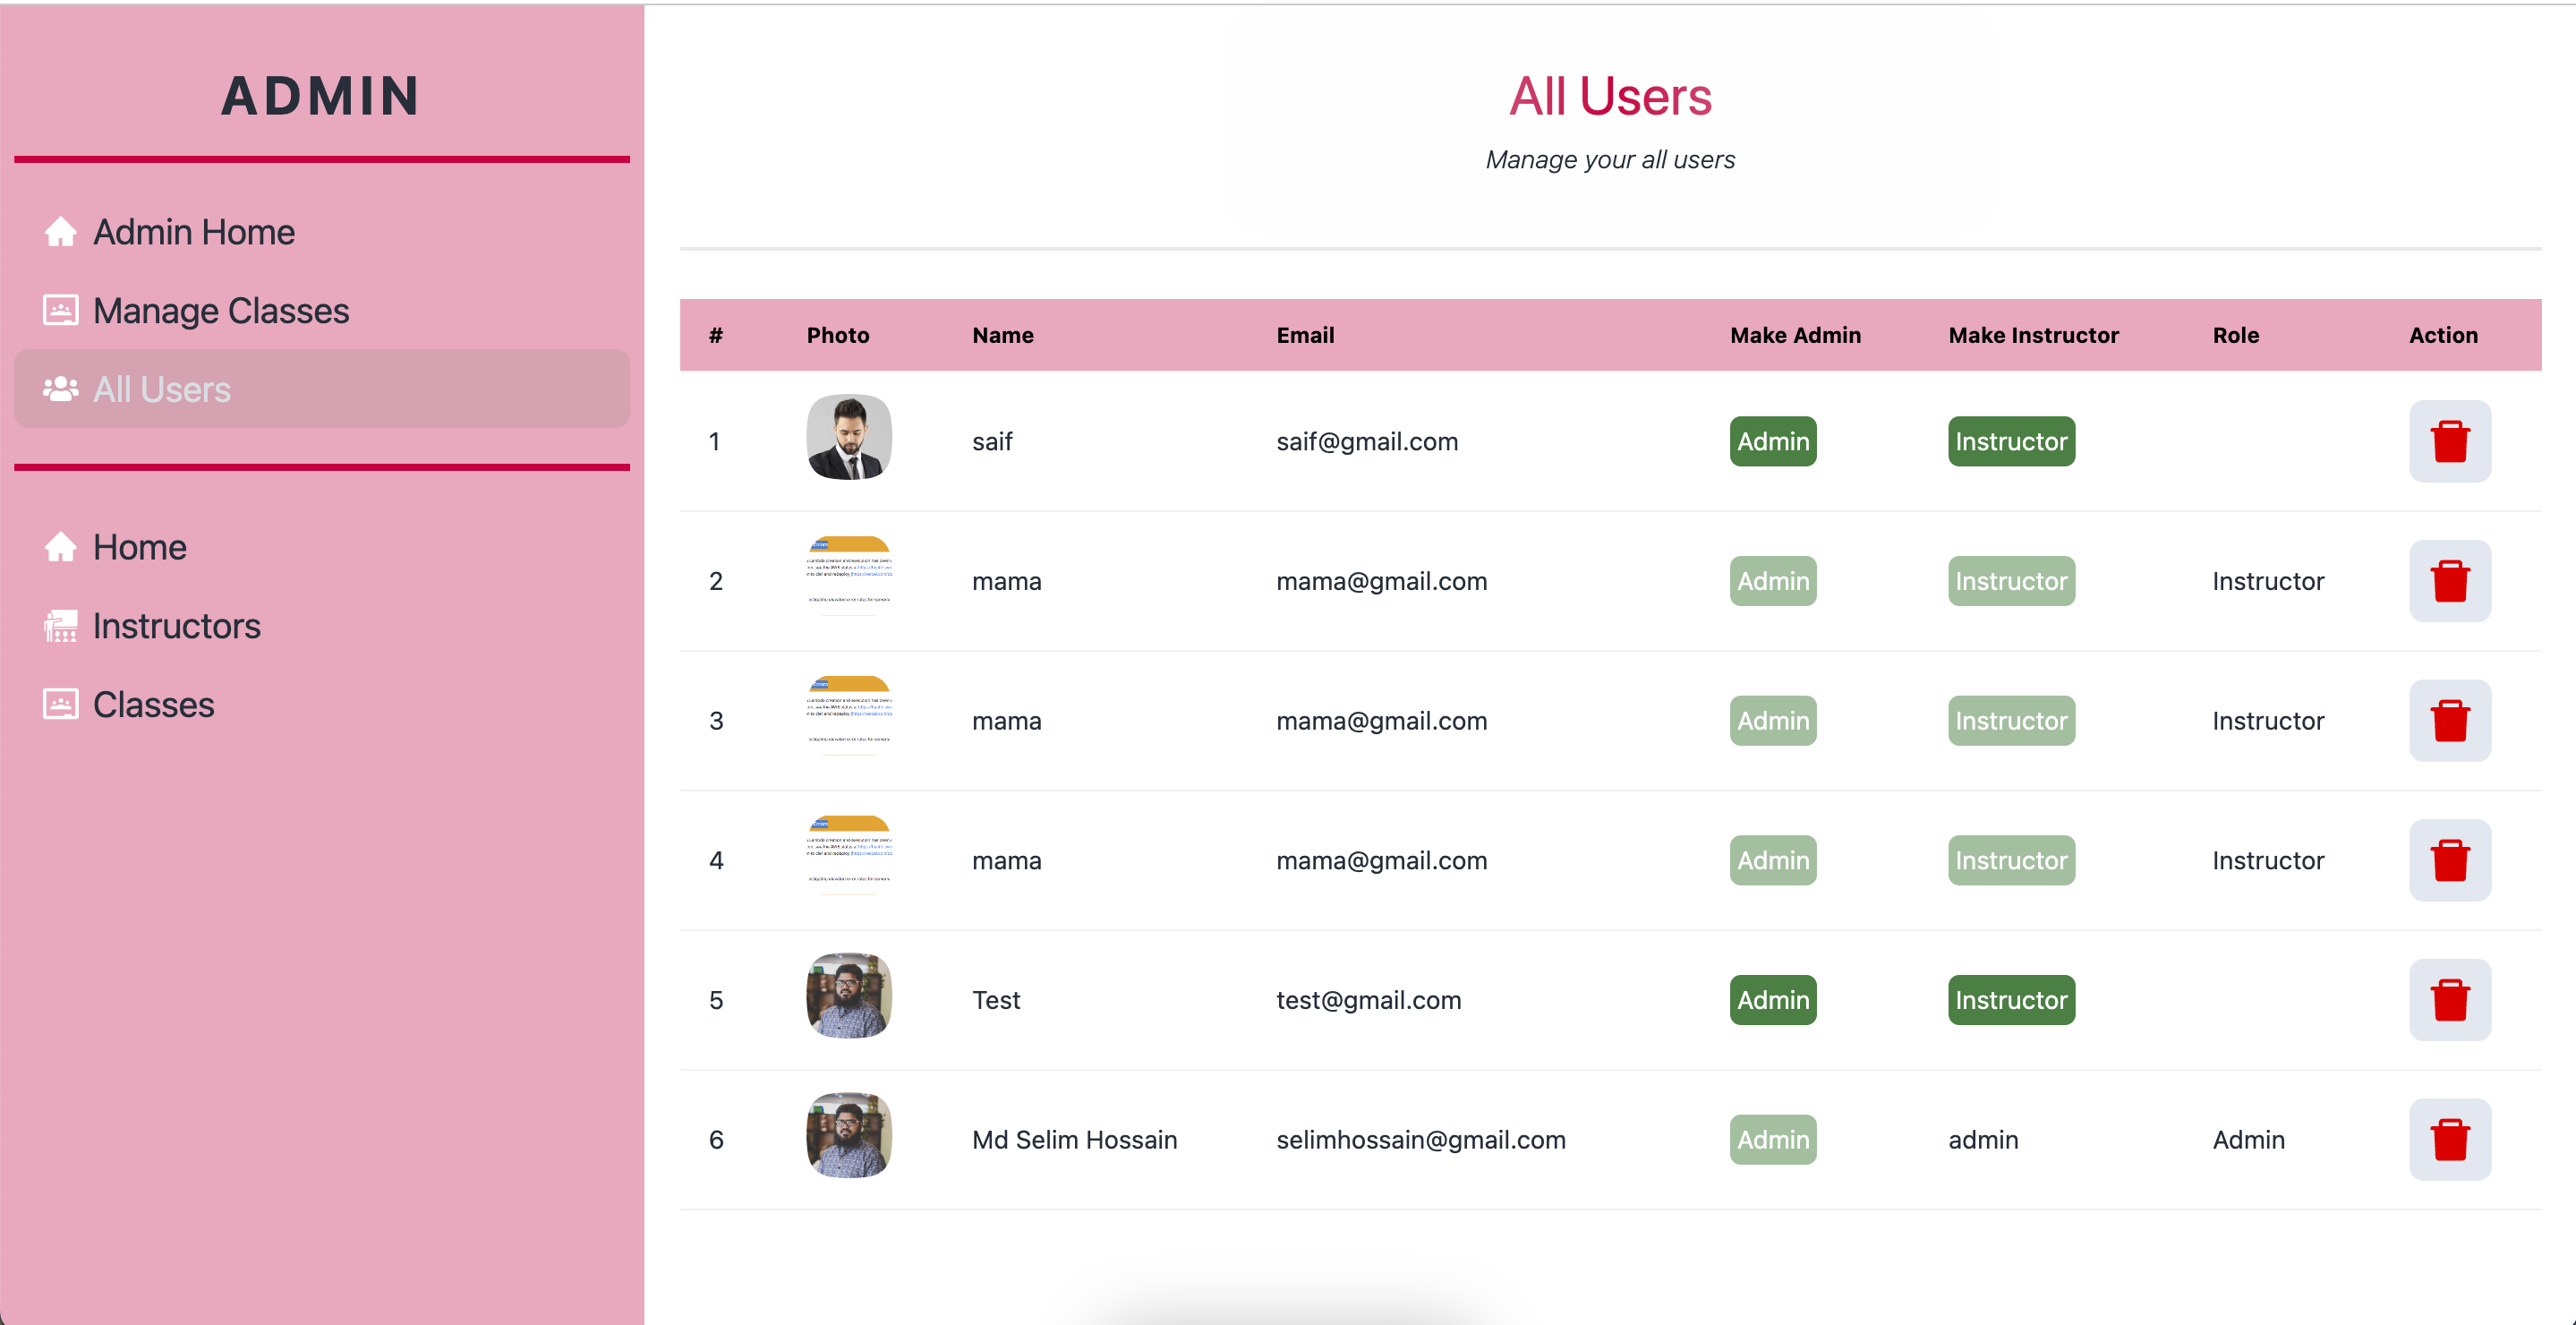 ADMIN
Admin Home
Manage Classes
All Users
Home
Instructors
Classes
All Users
Manage your all users
# Photo Name Email Make Admin Make Instructor Role Action
1 saif saif@gmail.com Admin Instructor
2 mama mama@gmail.com Admin Instructor Instructor
3 mama mama@gmail.com Admin Instructor Instructor
4 mama mama@gmail.com Admin Instructor Instructor
5 Test test@gmail.com Admin Instructor
6 Md Selim Hossain selimhossain@gmail.com Admin admin Admin